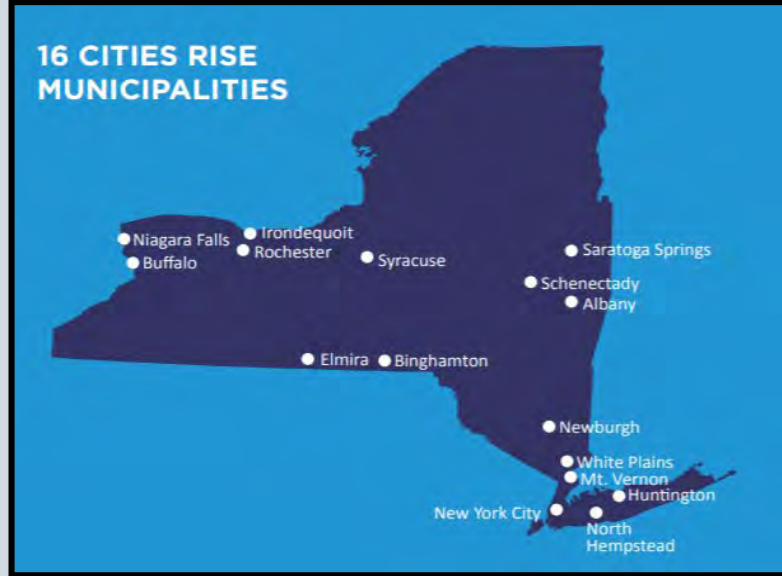 16 CITIES RISE
MUNICIPALITIES
Niagara Falls
Buffalo
Irondequoit
Rochester
Syracuse
Saratoga Springs
Schenectady
Albany
Elmira
Binghamton
Newburgh
White Plains
Mt. Vernon
Huntington
New York City
North
Hempstead